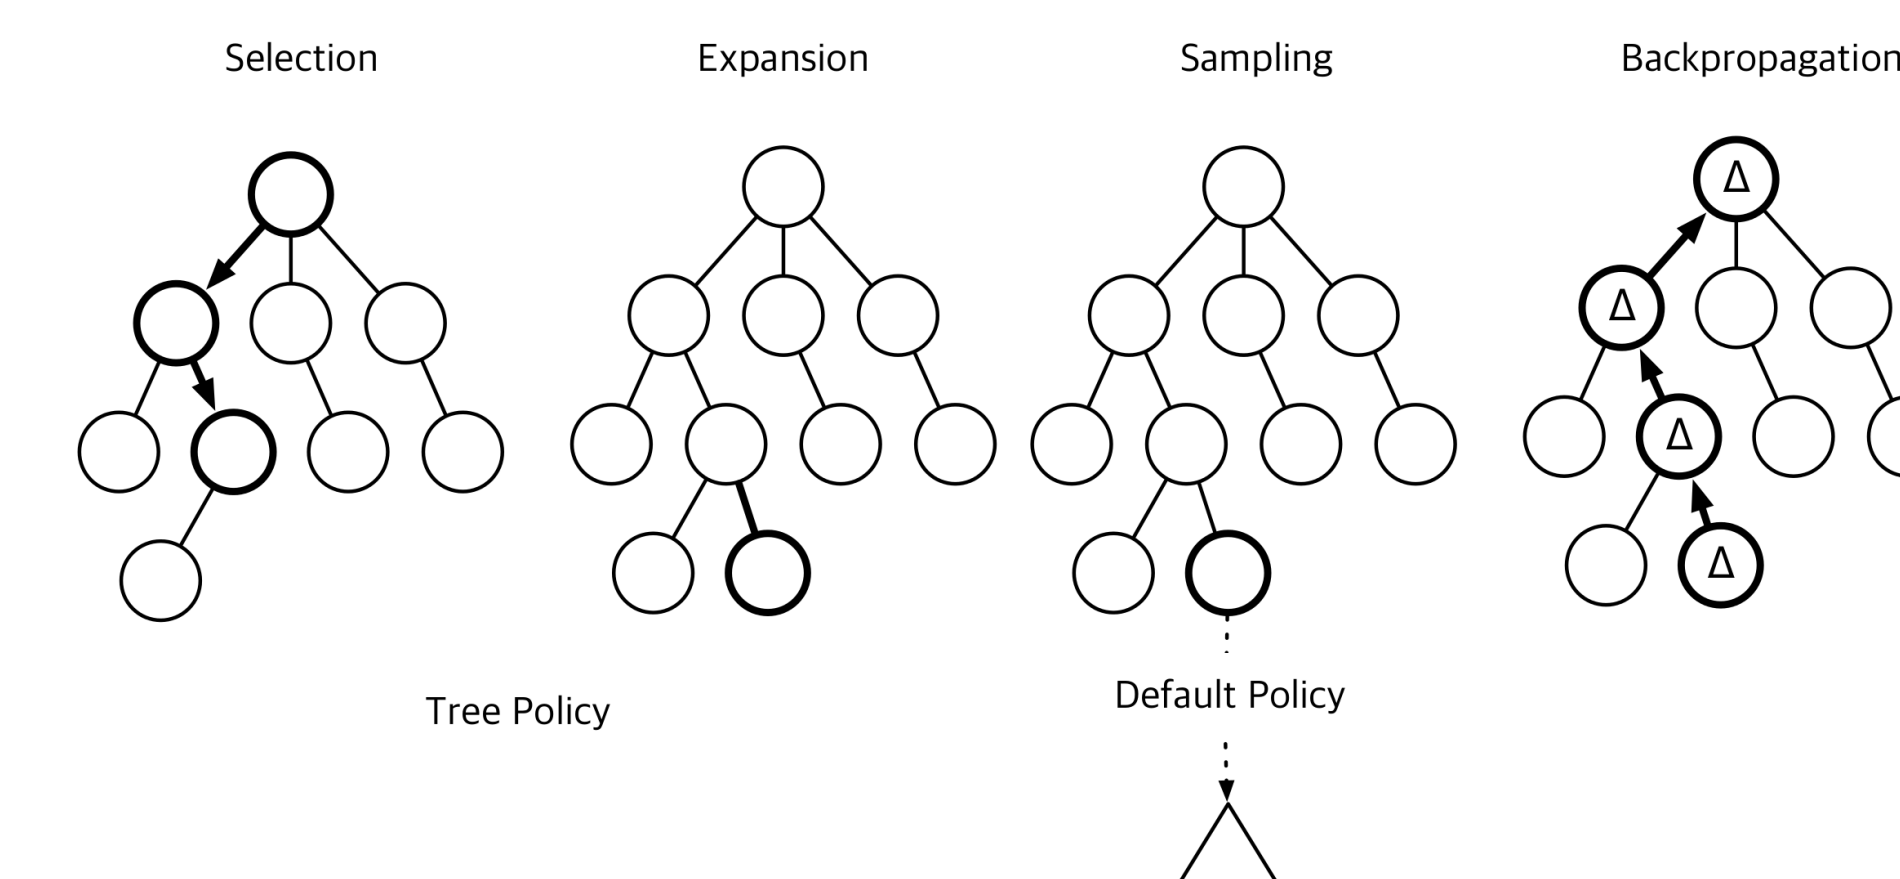 Selection
Expansion
Sampling
Backpropagation
Δ
Δ
Δ
Δ
Tree Policy
Default Policy